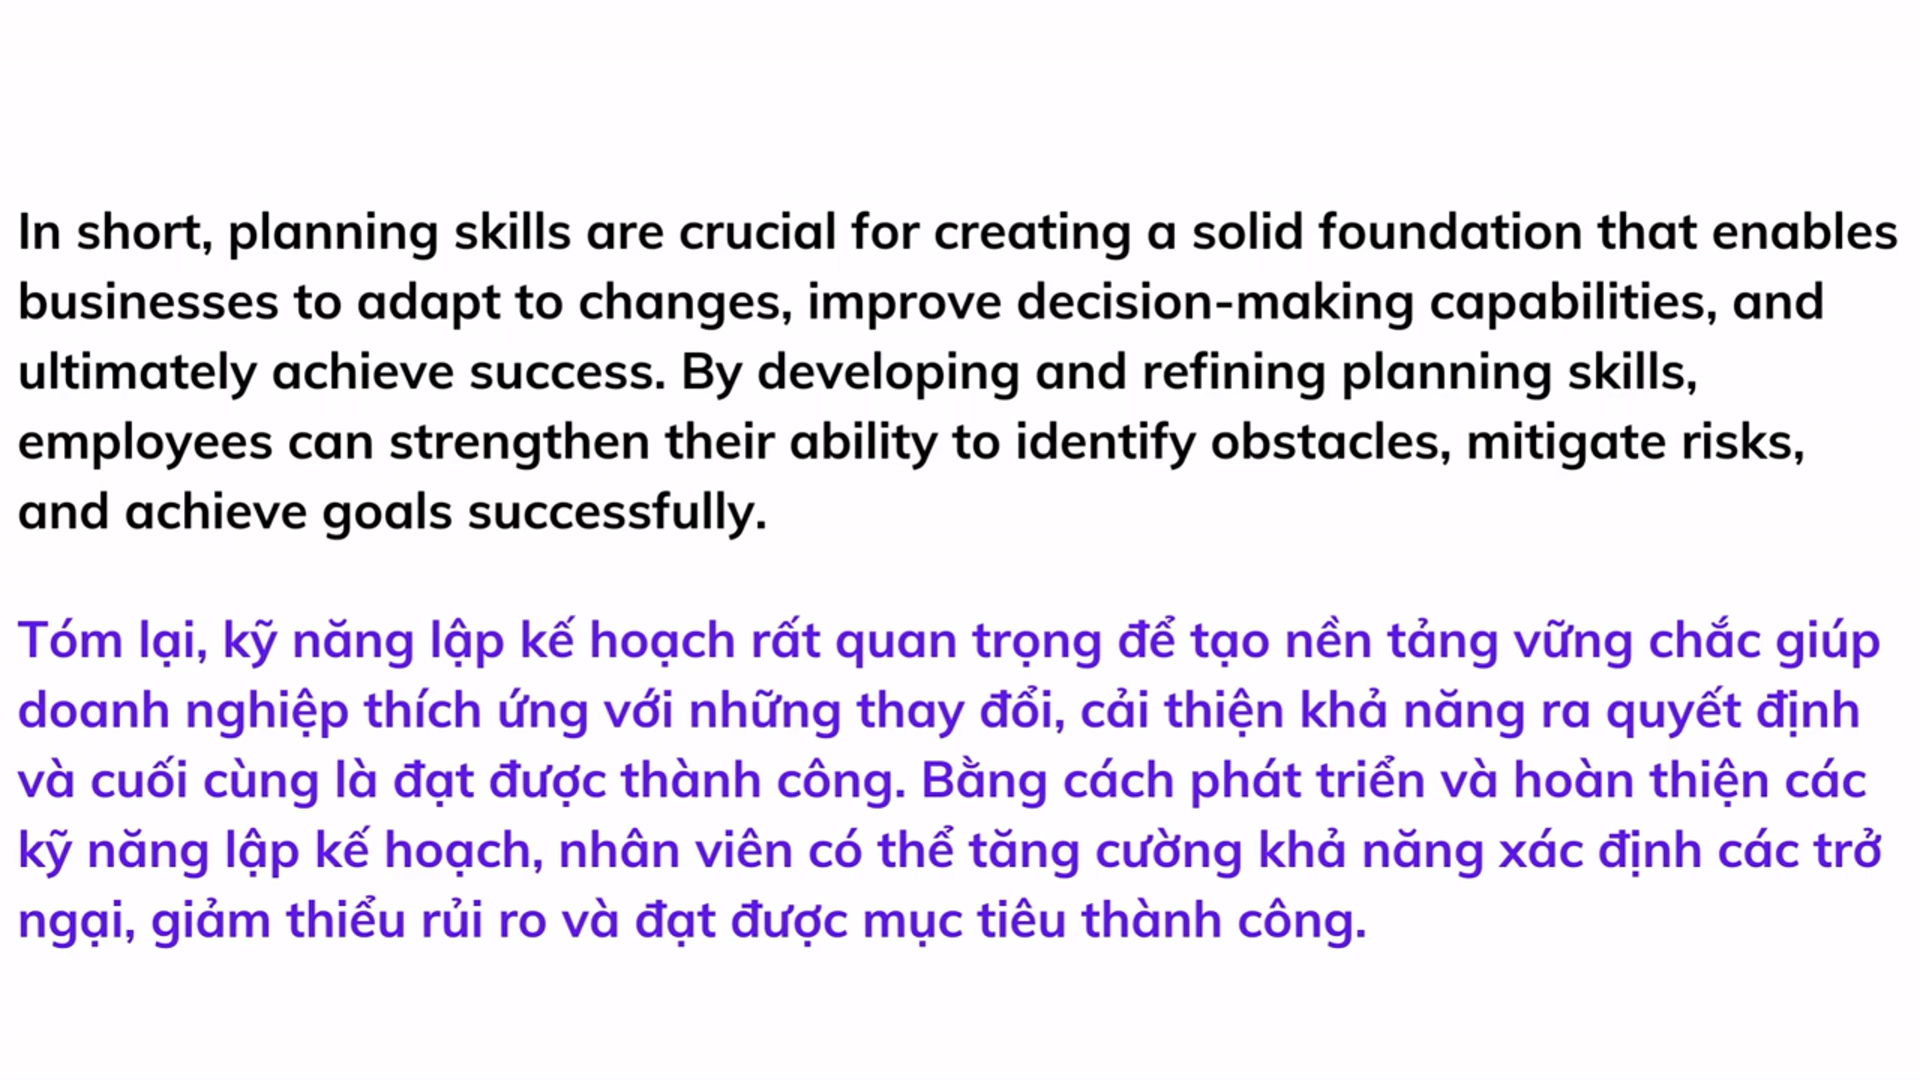 In short, planning skills are crucial for creating a solid foundation that enables
businesses to adapt to changes, improve decision-making capabilities, and
ultimately achieve success. By developing and refining planning skills,
employees can strengthen their ability to identify obstacles, mitigate risks,
and achieve goals successfully.
Tóm lại, kỹ năng lập kế hoạch rất quan trọng để tạo nền tảng vững chắc giúp
doanh nghiệp thích ứng với những thay đổi, cải thiện khả năng ra quyết định
và cuối cùng là đạt được thành công. Bằng cách phát triển và hoàn thiện các
kỹ năng lập kế hoạch, nhân viên có thể tăng cường khả năng xác định các trở
ngại, giảm thiểu rủi ro và đạt được mục tiêu thành công.